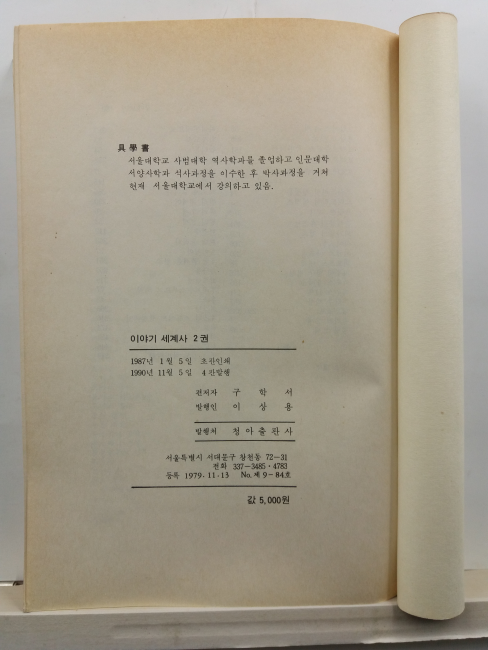 具學書
서울대학교 사범대학 역사학과를 졸업하고 인문대학
서양사학과 석사과정을 이수한 후 박사과정을 거쳐
현재 서울대학교에서 강의하고 있음.
이야기 세계사 2권
1987년 1월 5일 초판인쇄
1990년 11월 5일 4판발행
편저자 구 학 서
발행인 이 상 용
발행처 청아출판사
서울특별시 서대문구 창천동 72-31
전화 337-3485·4783
등록 1979. 11. 13 No. 제 9-84호
값 5,000원